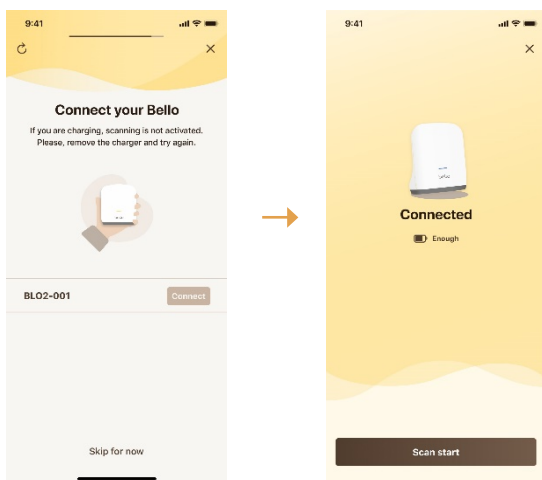 9:41
Connect your Bello
If you are charging, scanning is not activated.
Please, remove the charger and try again.
BLO2-001
Connect
Skip for now
9:41
Connected
Enough
Scan start